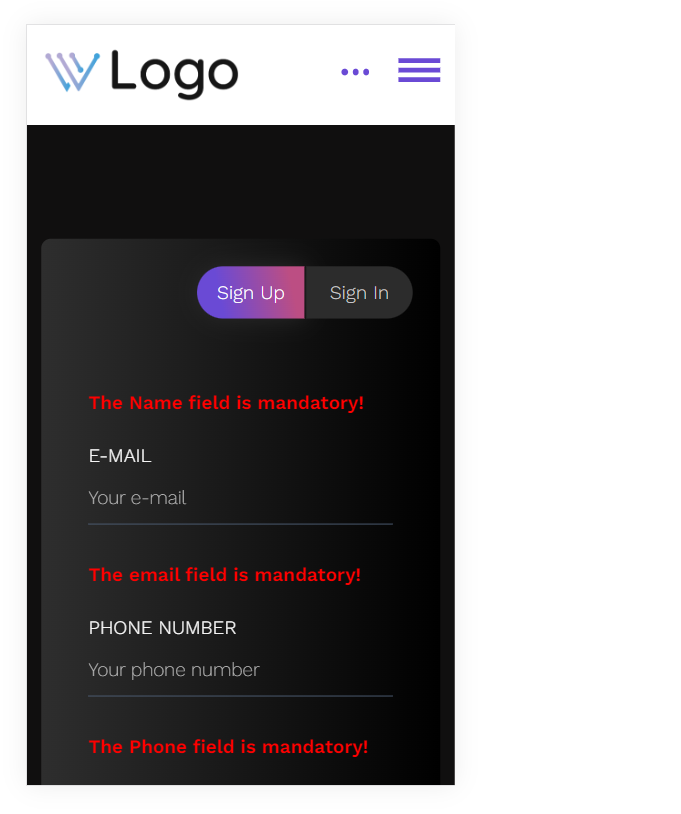 Logo
Sign Up Sign In
The Name field is mandatory!
E-MAIL
Your e-mail
The email field is mandatory!
PHONE NUMBER
Your phone number
The Phone field is mandatory!